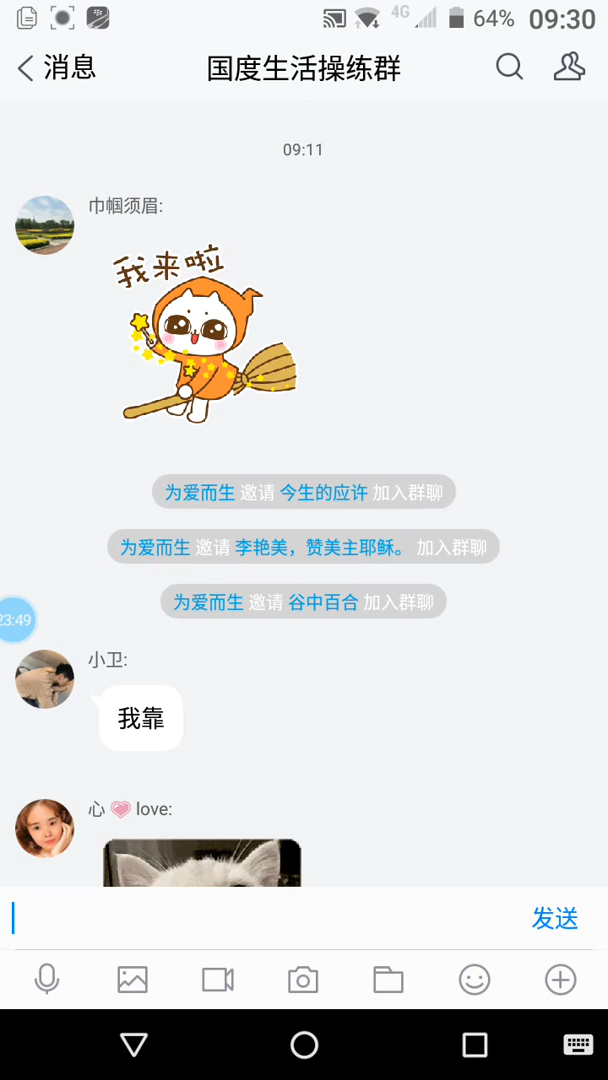 4G 64% 09:30
消息 国度生活操练群
09:11
巾帼须眉:
我来啦
为爱而生 邀请 今生的应许 加入群聊
为爱而生 邀请 李艳美，赞美主耶稣。 加入群聊
为爱而生 邀请 谷中百合 加入群聊
23:49
小卫:
我靠
心 💗 love:
发送